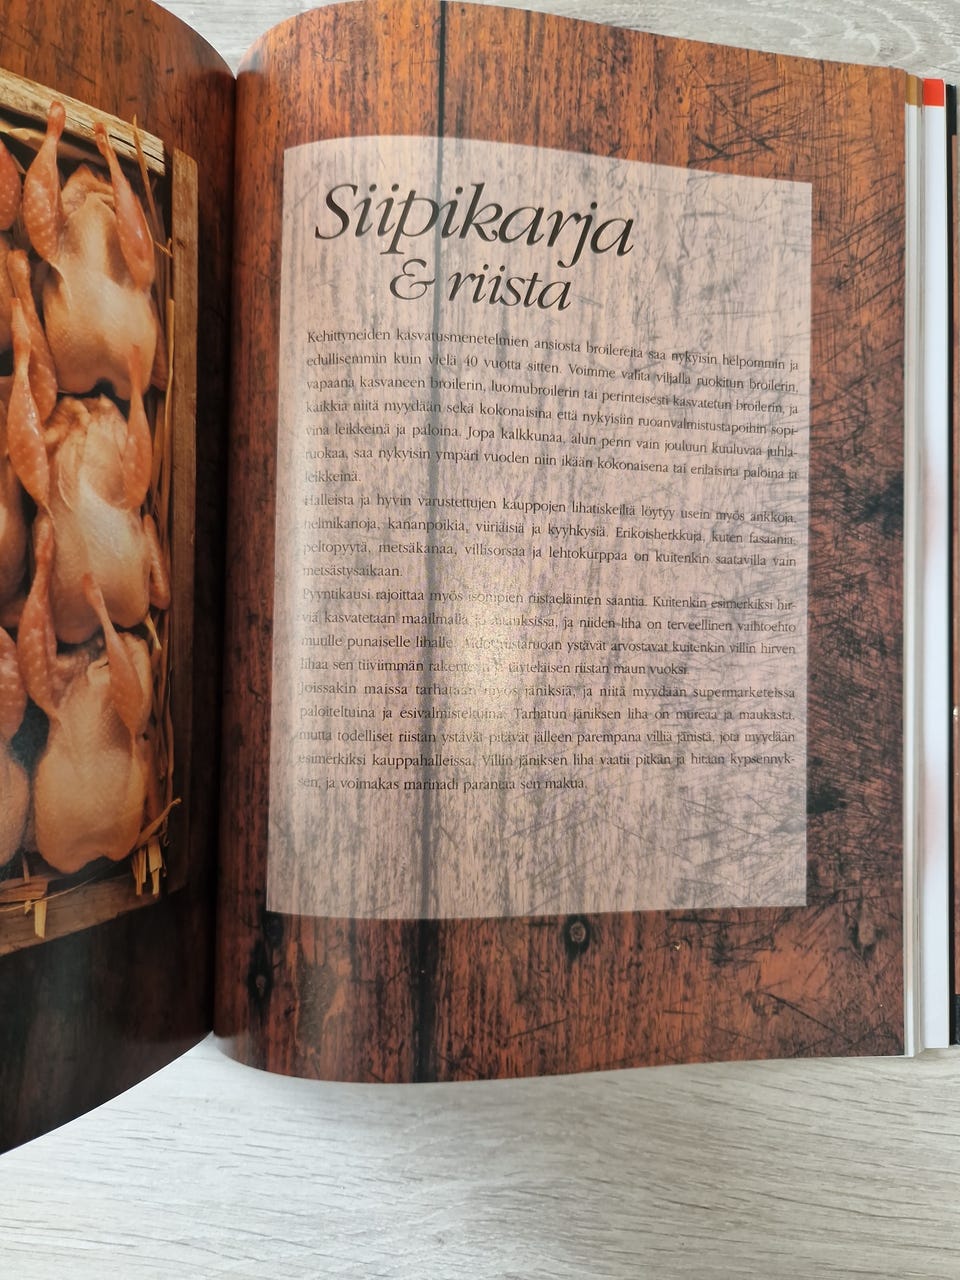 Siipikarja
& riista
Kehittyneiden kasvatusmenetelmien ansiosta broilereita saa nykyisin helpommin ja
edullisemmin kuin vielä 40 vuotta sitten. Voimme valita viljalla ruokitun broilerin,
vapaana kasvaneen broilerin, luomubroilerin tai perinteisesti kasvatetun broilerin, ja
kaikkia niitä myydään sekä kokonaisina että nykyisiin ruoanvalmistustapoihin sopi-
vina leikkeinä ja paloina. Jopa kalkkunaa, alun perin vain jouluun kuuluvaa juhla-
ruokaa, saa nykyisin ympäri vuoden niin ikään kokonaisena tai erilaisina paloina ja
leikkeinä.
Halleista ja hyvin varustettujen kauppojen lihatiskeiltä löytyy usein myös ankkoja,
helmikanoja, kananpoikia, viiriäisiä ja kyyhkysiä. Erikoisherkkuja, kuten fasaania,
peltopyytä, metsäkanaa, villisorsaa ja lehtokurppaa on kuitenkin saatavilla vain
metsästysaikaan.
Pyyntikausi rajoittaa myös isompien riistaeläinten saantia. Kuitenkin esimerkiksi hir-
viä kasvatetaan maailmalla jo tarhauksissa, ja niiden liha on terveellinen vaihtoehto
muulle punaiselle lihalle. Aidon riistaruoan ystävät arvostavat kuitenkin villin hirven
lihaa sen tiiviimmän rakenteen ja täyteläisen riistan maun vuoksi.
Joissakin maissa tarhataan myös jäniksiä, ja niitä myydään supermarketeissa
paloiteltuina ja esivalmisteltuina. Tarhatun jäniksen liha on mureaa ja maukasta,
mutta todelliset riistan ystävät pitävät jälleen parempana villiä jänistä, jota myydään
esimerkiksi kauppahalleissa. Villin jäniksen liha vaatii pitkän ja hitaan kypsennyk-
sen, ja voimakas marinadi parantaa sen makua.